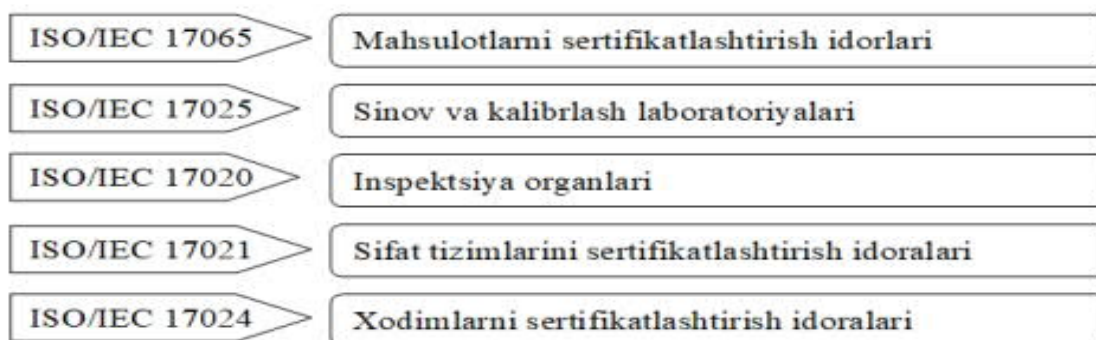 ISO/IEC 17065 Mahsulotlarni sertifikatlashtirish idorlari
ISO/IEC 17025 Sinov va kalibrlash laboratoriyalari
ISO/IEC 17020 Inspektsiya organlari
ISO/IEC 17021 Sifat tizimlarini sertifikatlashtirish idoralari
ISO/IEC 17024 Xodimlarni sertifikatlashtirish idoralari